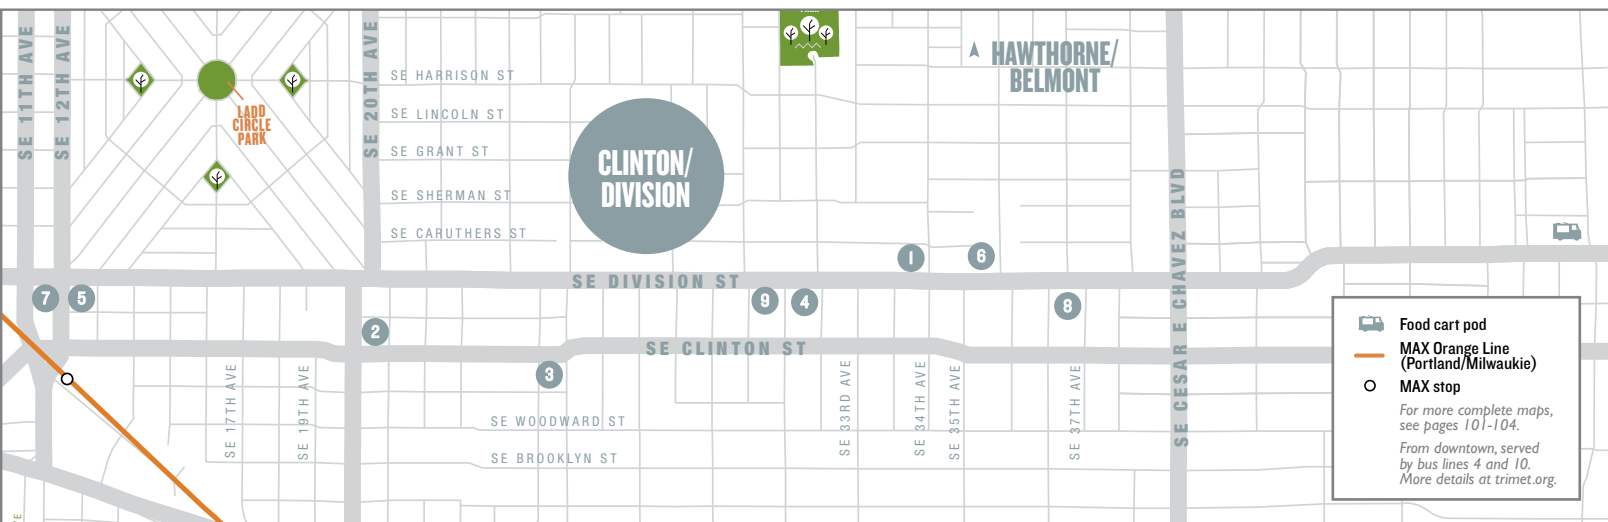 SE 11TH AVE
SE 12TH AVE
LADD
CIRCLE
PARK
SE 20TH AVE
SE HARRISON ST
SE LINCOLN ST
SE GRANT ST
SE SHERMAN ST
SE CARUTHERS ST
CLINTON/
DIVISION
HAWTHORNE/
BELMONT
SE CESAR E CHAVEZ BLVD
1
6
SE DIVISION ST
7
5
9
4
8
2
SE CLINTON ST
3
SE 17TH AVE
SE 19TH AVE
SE 33RD AVE
SE 34TH AVE
SE 35TH AVE
SE 37TH AVE
SE WOODWARD ST
SE BROOKLYN ST
Food cart pod
MAX Orange Line
(Portland/Milwaukie)
MAX stop
For more complete maps,
see pages 101-104.
From downtown, served
by bus lines 4 and 10.
More details at trimet.org.